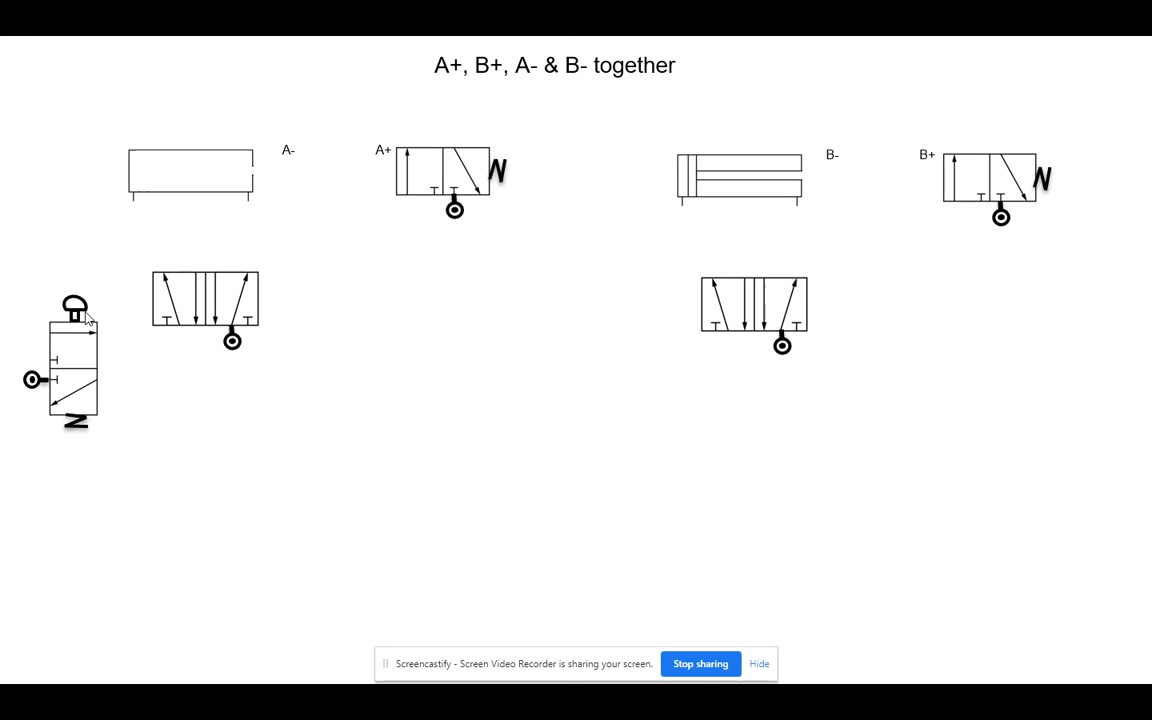 A+, B+, A- & B- together
A-
A+
B-
B+
Screencastify - Screen Video Recorder is sharing your screen.
Stop sharing
Hide